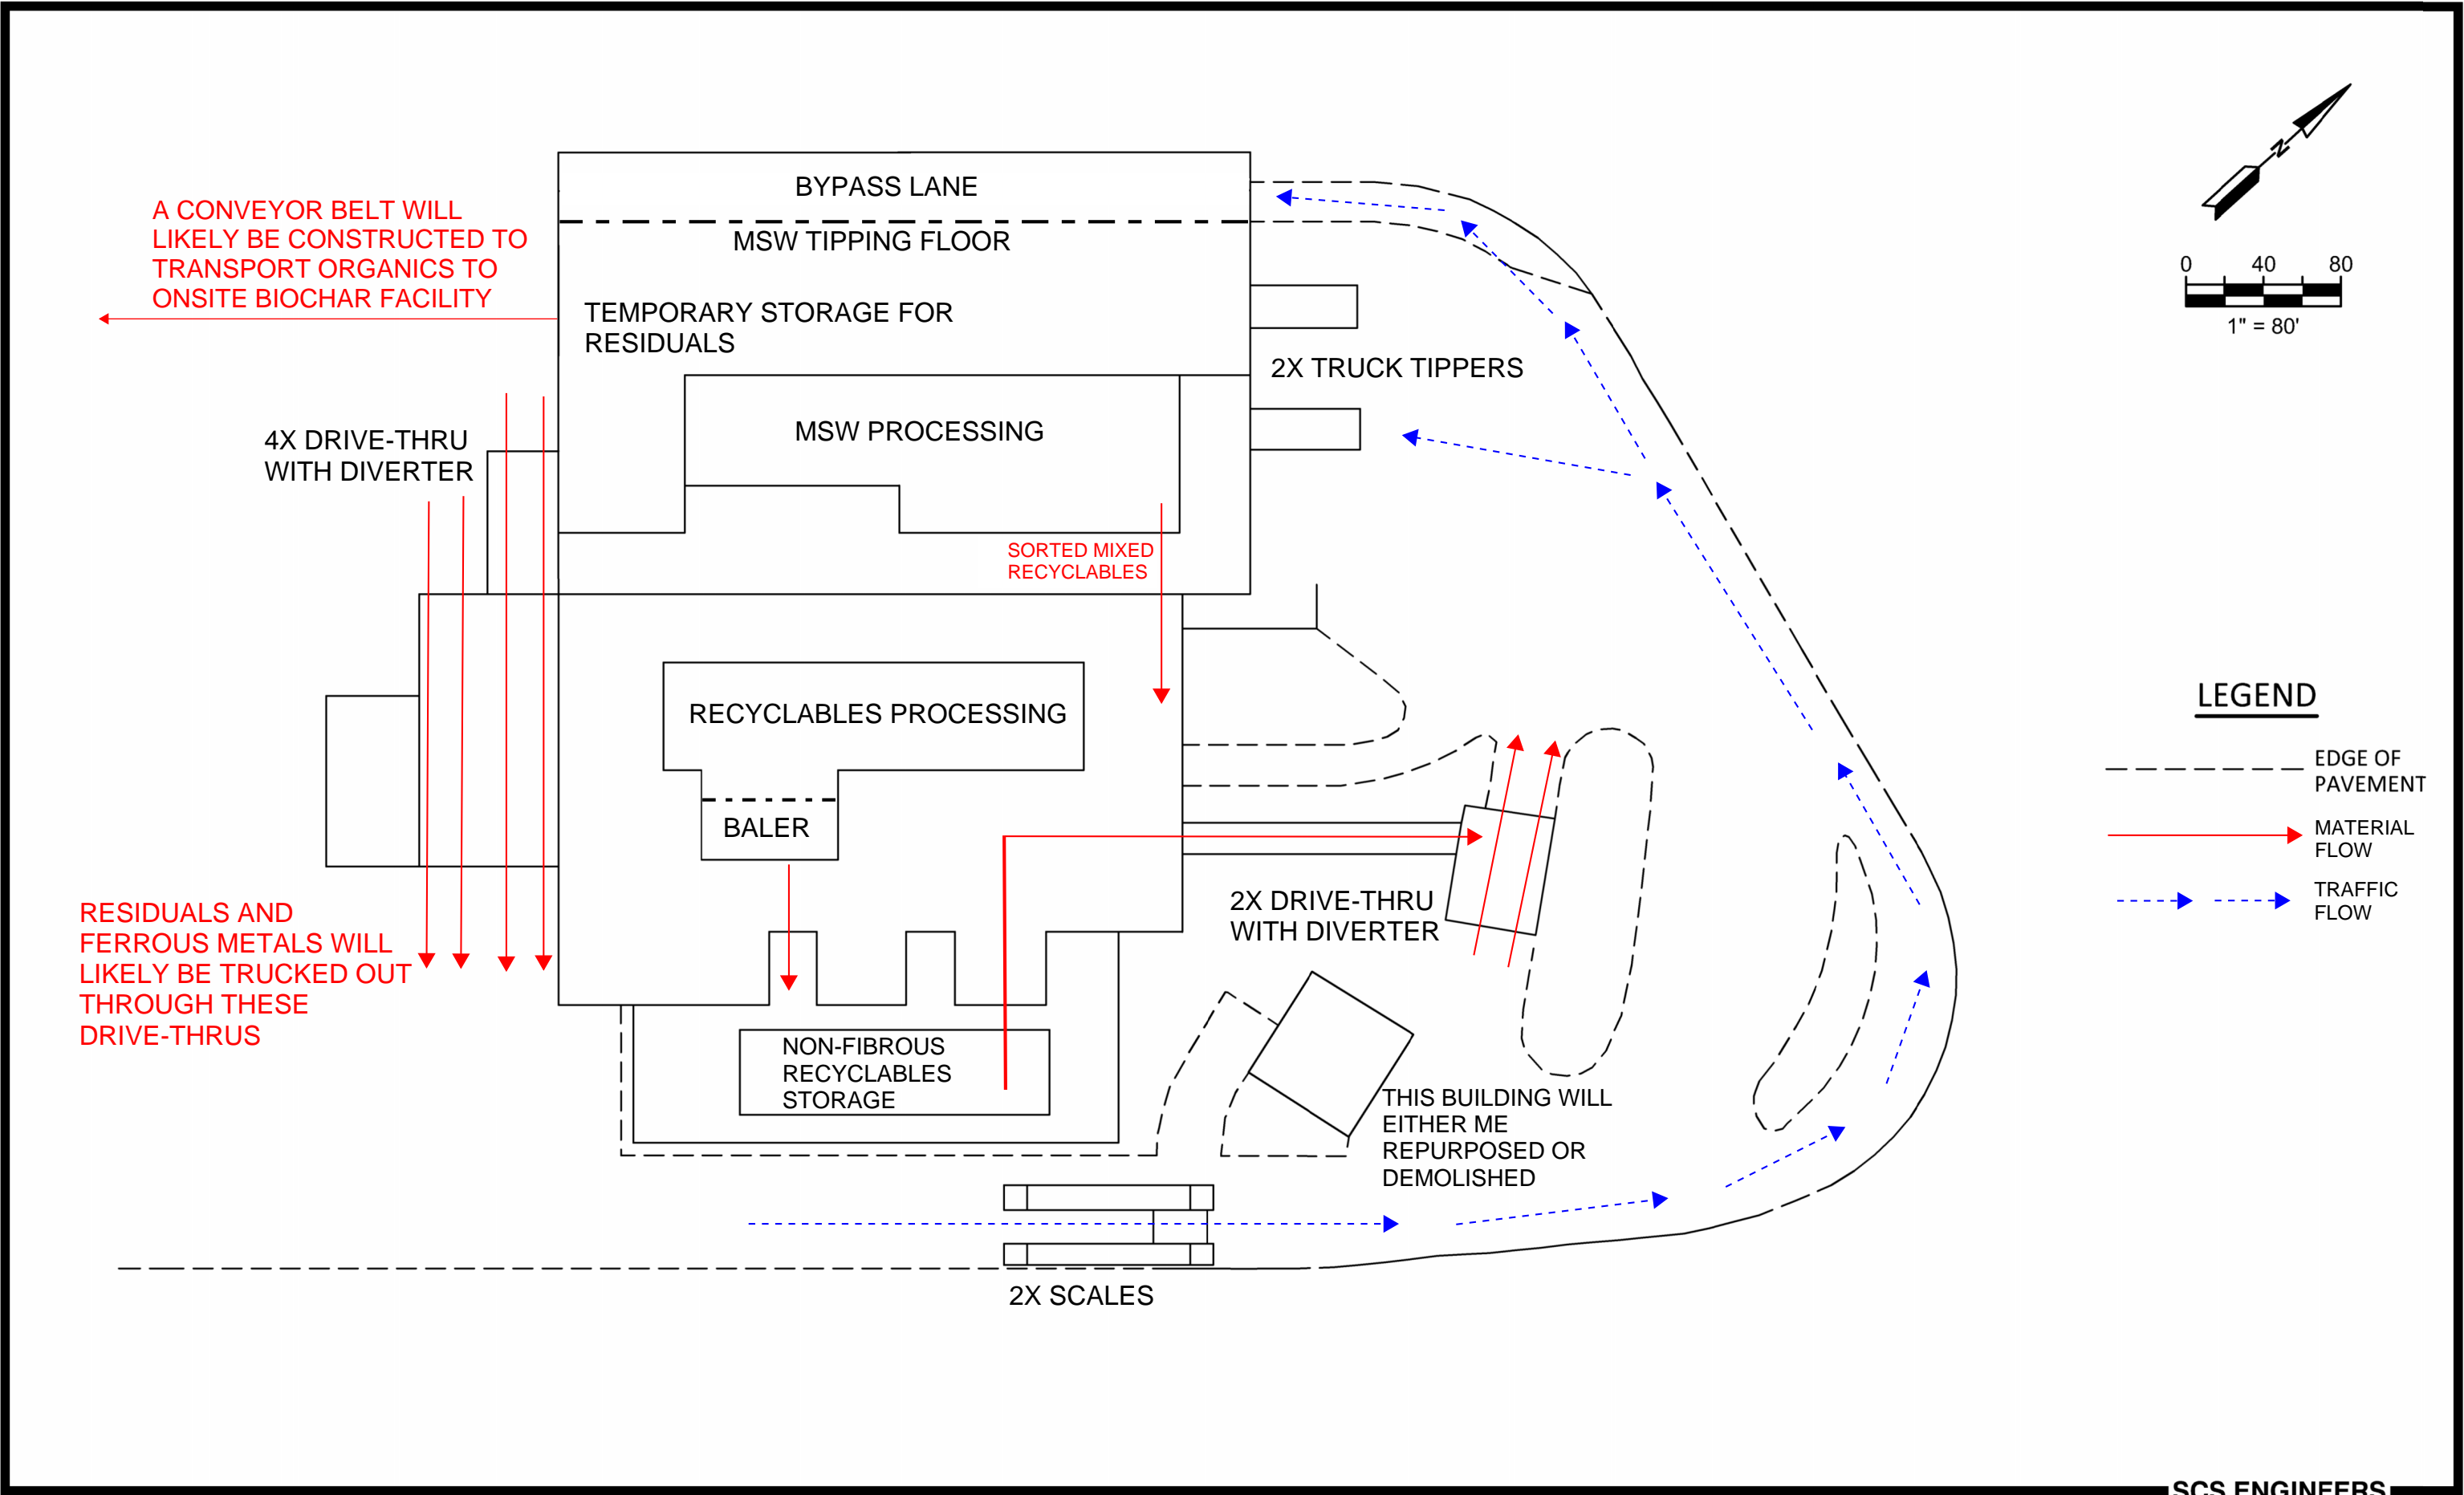 BYPASS LANE
MSW TIPPING FLOOR
A CONVEYOR BELT WILL
LIKELY BE CONSTRUCTED TO
TRANSPORT ORGANICS TO
ONSITE BIOCHAR FACILITY
TEMPORARY STORAGE FOR
RESIDUALS
N
0 40 80
1" = 80'
2X TRUCK TIPPERS
4X DRIVE-THRU
WITH DIVERTER
MSW PROCESSING
SORTED MIXED
RECYCLABLES
RECYCLABLES PROCESSING
BALER
LEGEND
EDGE OF
PAVEMENT
MATERIAL
FLOW
TRAFFIC
FLOW
RESIDUALS AND
FERROUS METALS WILL
LIKELY BE TRUCKED OUT
THROUGH THESE
DRIVE-THRUS
2X DRIVE-THRU
WITH DIVERTER
NON-FIBROUS
RECYCLABLES
STORAGE
THIS BUILDING WILL
EITHER ME
REPURPOSED OR
DEMOLISHED
2X SCALES
SCS ENGINEERS